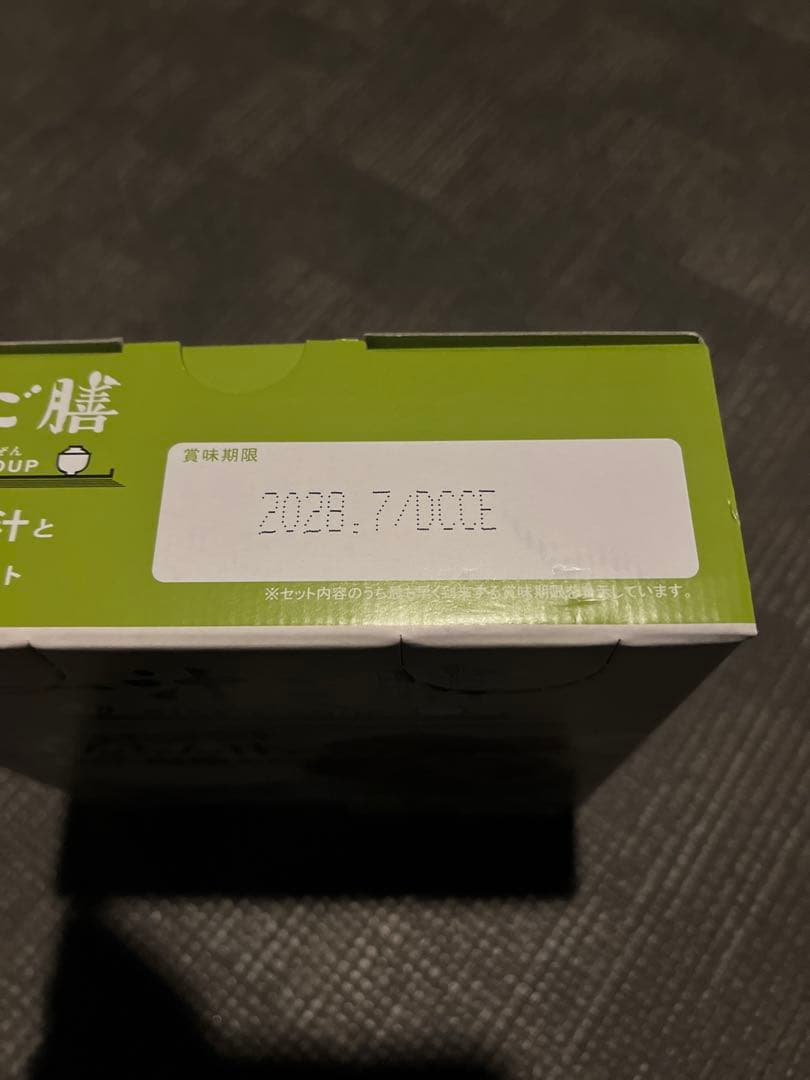 ご膳
ぜん
OUP
賞味期限
2028.7/DCCE
汁と
ト
※セット内容のうち最も早く到来する賞味期限を表示しています。